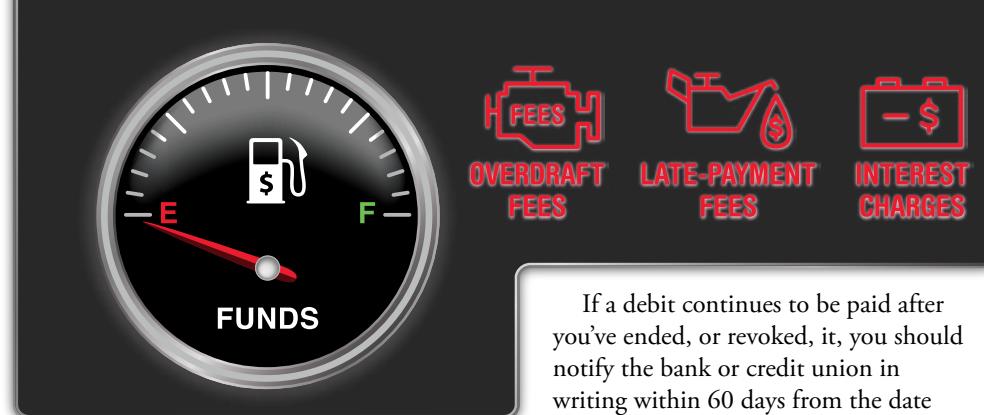 $
E
F
FUNDS
FEES
OVERDRAFT
FEES
$
LATE-PAYMENT
FEES
– $
INTEREST
CHARGES
If a debit continues to be paid after
you’ve ended, or revoked, it, you should
notify the bank or credit union in
writing within 60 days from the date